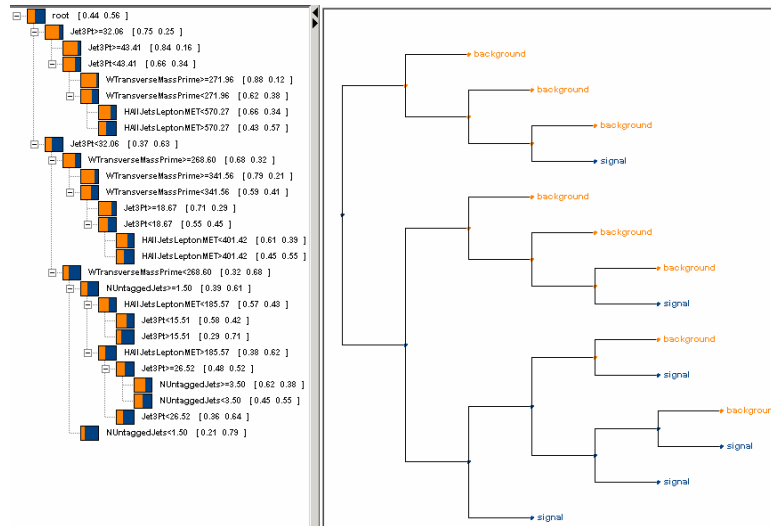 root [0.44 0.56 ]
Jet3Pt>=32.06 [0.75 0.25 ]
Jet3Pt>=43.41 [0.84 0.16 ]
Jet3Pt<43.41 [0.66 0.34 ]
WTransverseMassPrime>=271.96 [0.88 0.12 ]
WTransverseMassPrime<271.96 [0.62 0.38 ]
HAllJetsLeptonMET<570.27 [0.66 0.34 ]
HAllJetsLeptonMET>570.27 [0.43 0.57 ]
Jet3Pt<32.06 [0.37 0.63 ]
WTransverseMassPrime>=268.60 [0.68 0.32 ]
WTransverseMassPrime>=341.56 [0.79 0.21 ]
WTransverseMassPrime<341.56 [0.59 0.41 ]
Jet3Pt>=18.67 [0.71 0.29 ]
Jet3Pt<18.67 [0.55 0.45 ]
HAllJetsLeptonMET<401.42 [0.61 0.39 ]
HAllJetsLeptonMET>401.42 [0.45 0.55 ]
WTransverseMassPrime<268.60 [0.32 0.68 ]
NUntaggedJets>=1.50 [0.39 0.61 ]
HAllJetsLeptonMET<185.57 [0.57 0.43 ]
Jet3Pt<15.51 [0.58 0.42 ]
Jet3Pt>15.51 [0.29 0.71 ]
HAllJetsLeptonMET>185.57 [0.38 0.62 ]
Jet3Pt>=26.52 [0.48 0.52 ]
NUntaggedJets>=3.50 [0.62 0.38 ]
NUntaggedJets<3.50 [0.45 0.55 ]
Jet3Pt<26.52 [0.36 0.64 ]
NUntaggedJets<1.50 [0.21 0.79 ]
background
background
background
signal
background
background
background
signal
background
signal
background
signal
signal
signal